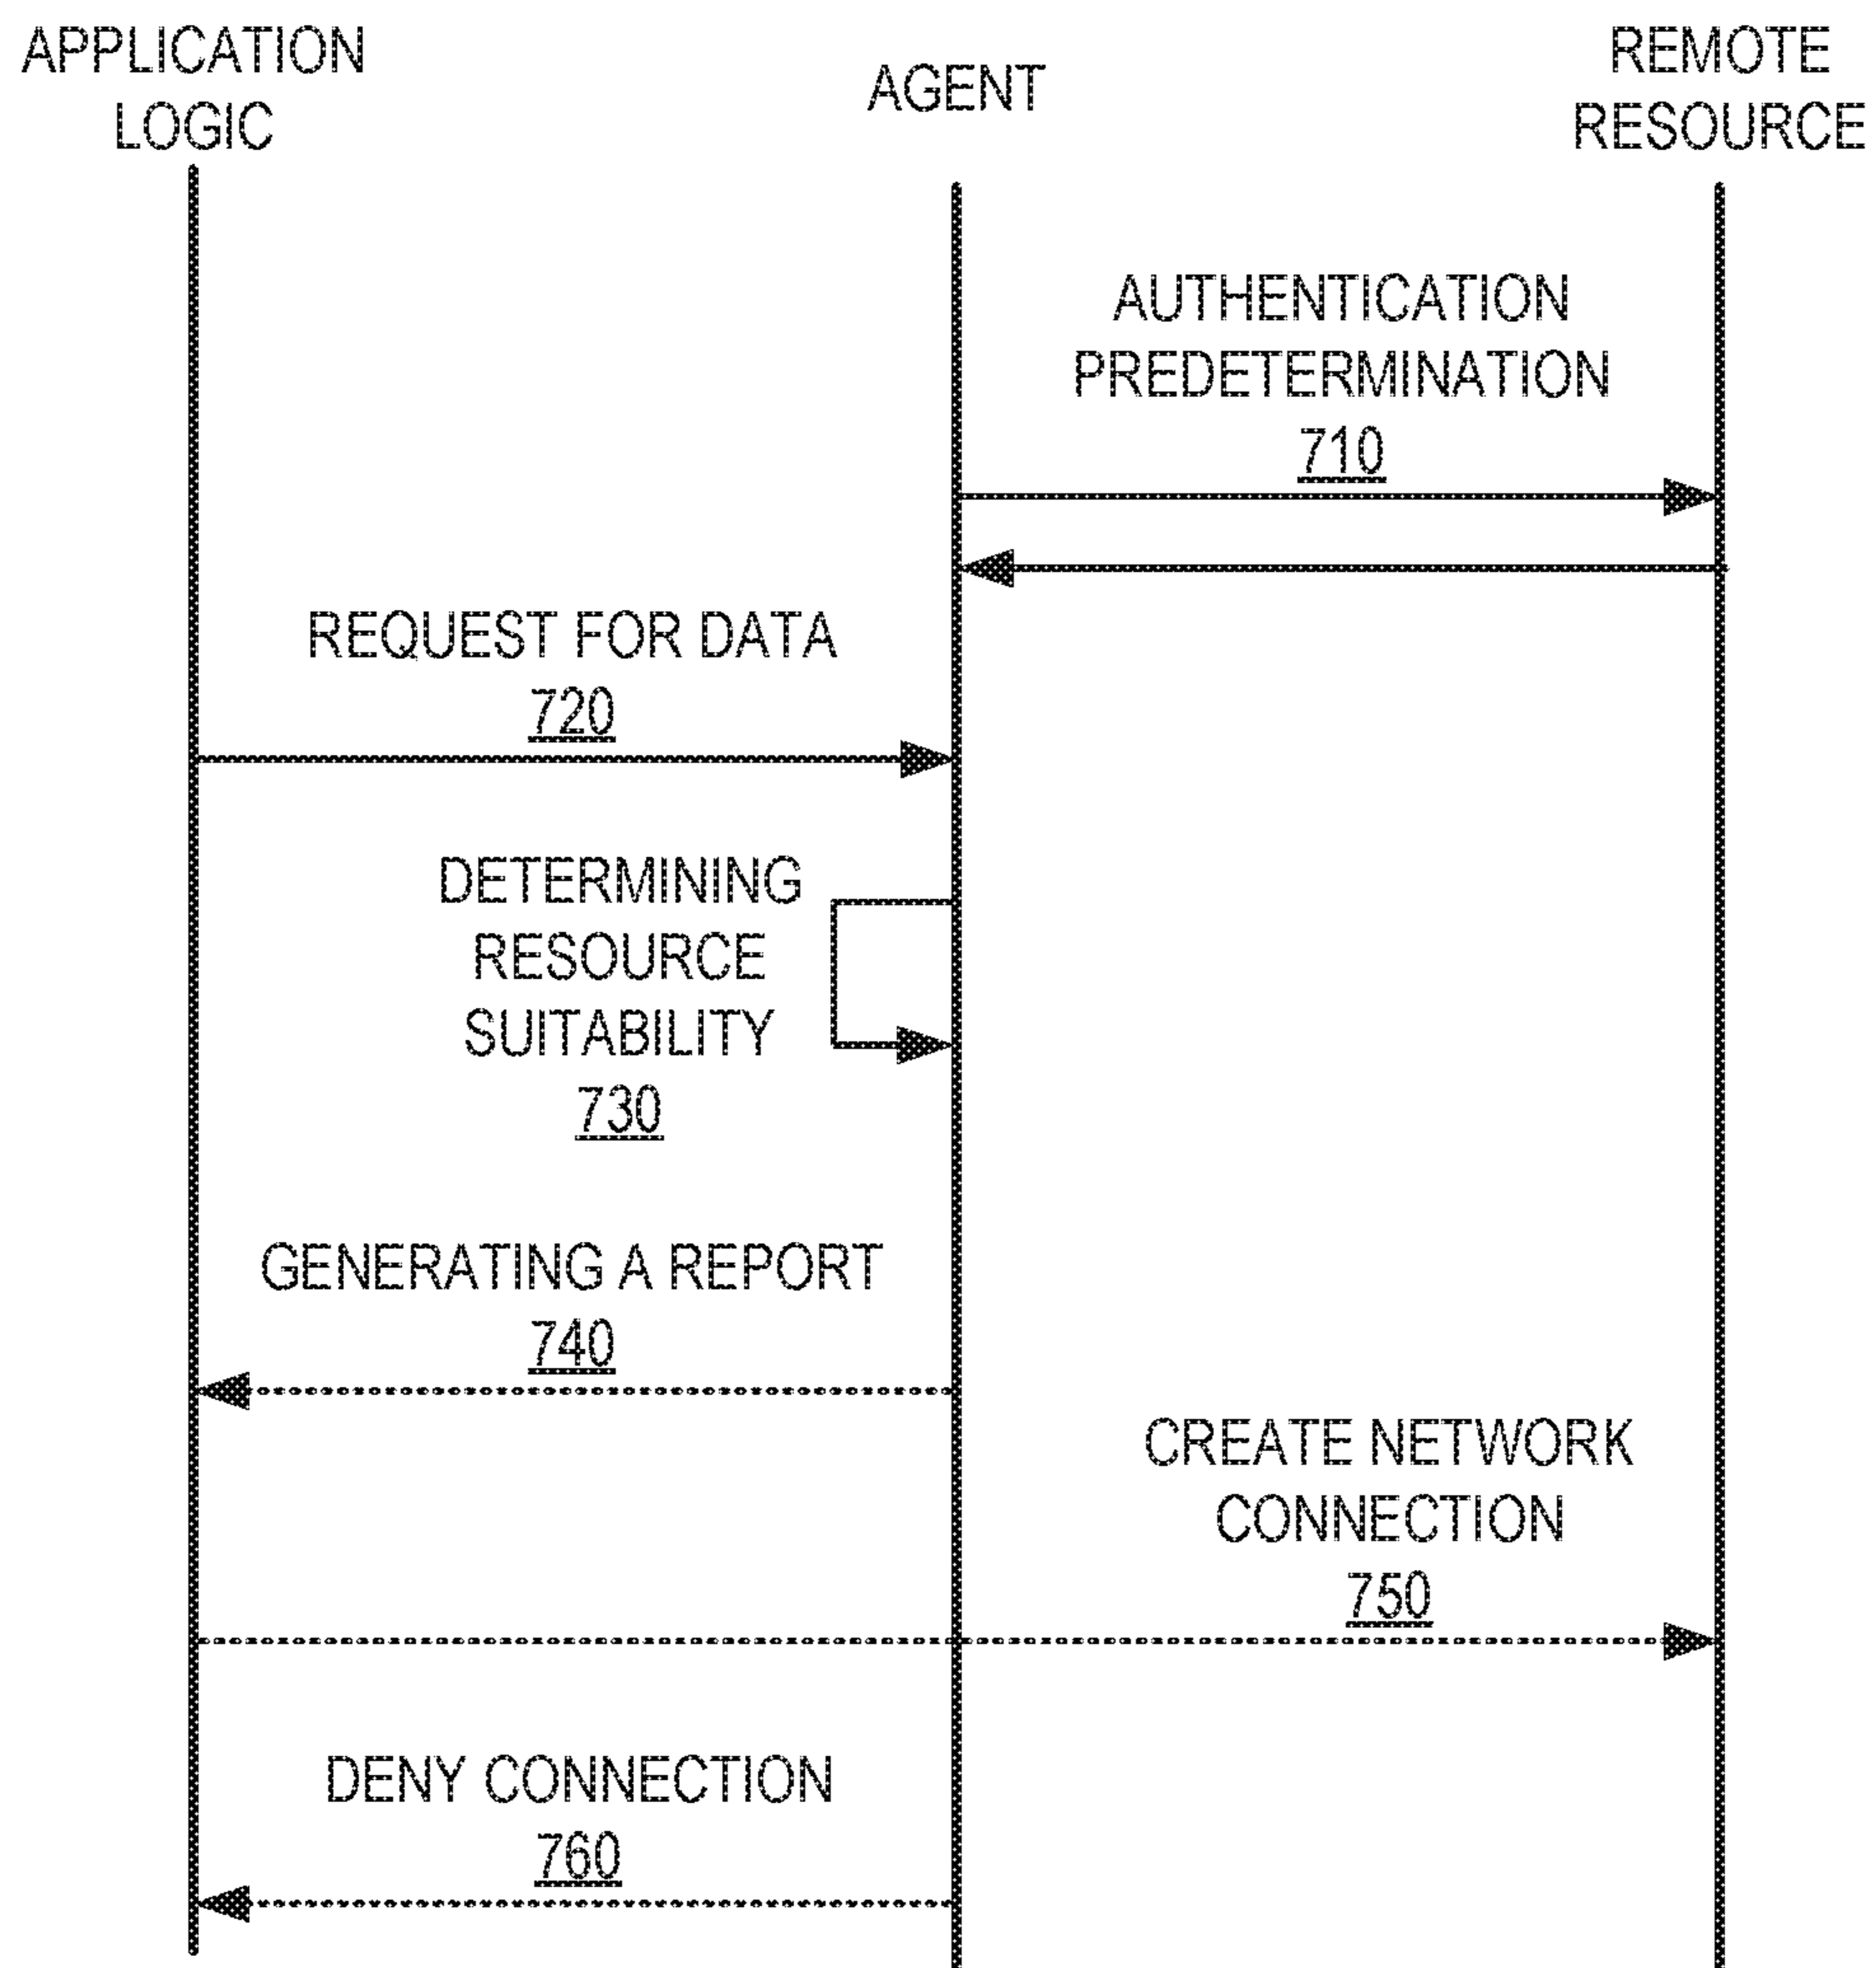 APPLICATION
LOGIC
AGENT
REMOTE
RESOURCE
AUTHENTICATION
PREDETERMINATION
710
REQUEST FOR DATA
720
DETERMINING
RESOURCE
SUITABILITY
730
GENERATING A REPORT
740
CREATE NETWORK
CONNECTION
750
DENY CONNECTION
760